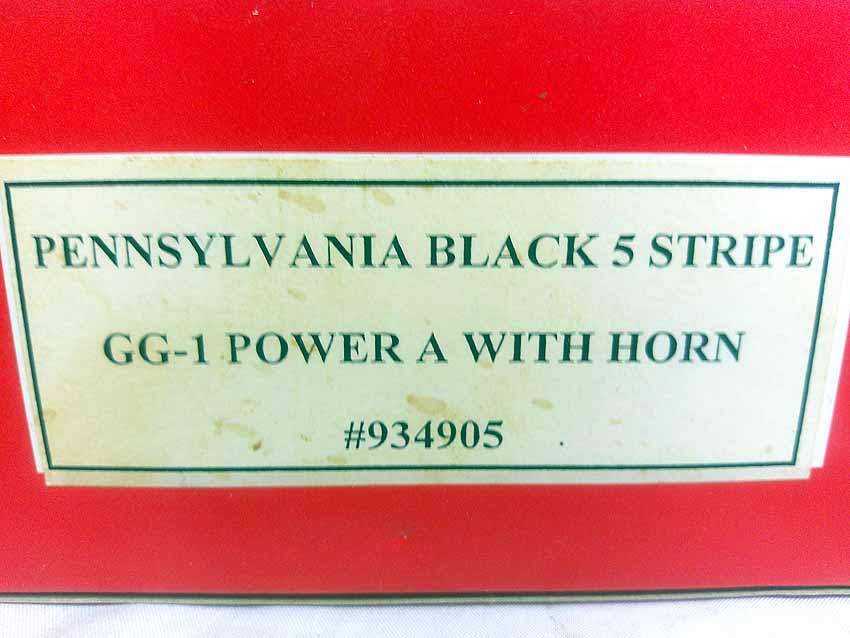 PENNSYLVANIA BLACK 5 STRIPE
GG-1 POWER A WITH HORN
#934905